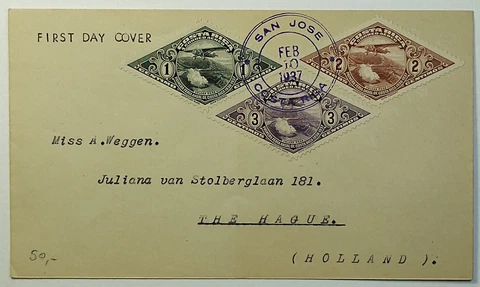 FIRST DAY COVER
SAN JOSE
FEB
10
1937
COSTA RICA
1 1
2 2
3 3
Miss A.Weggen.
Juliana van Stolberglaan 181.
THE HAGUE.
( HOLLAND ).
50,-